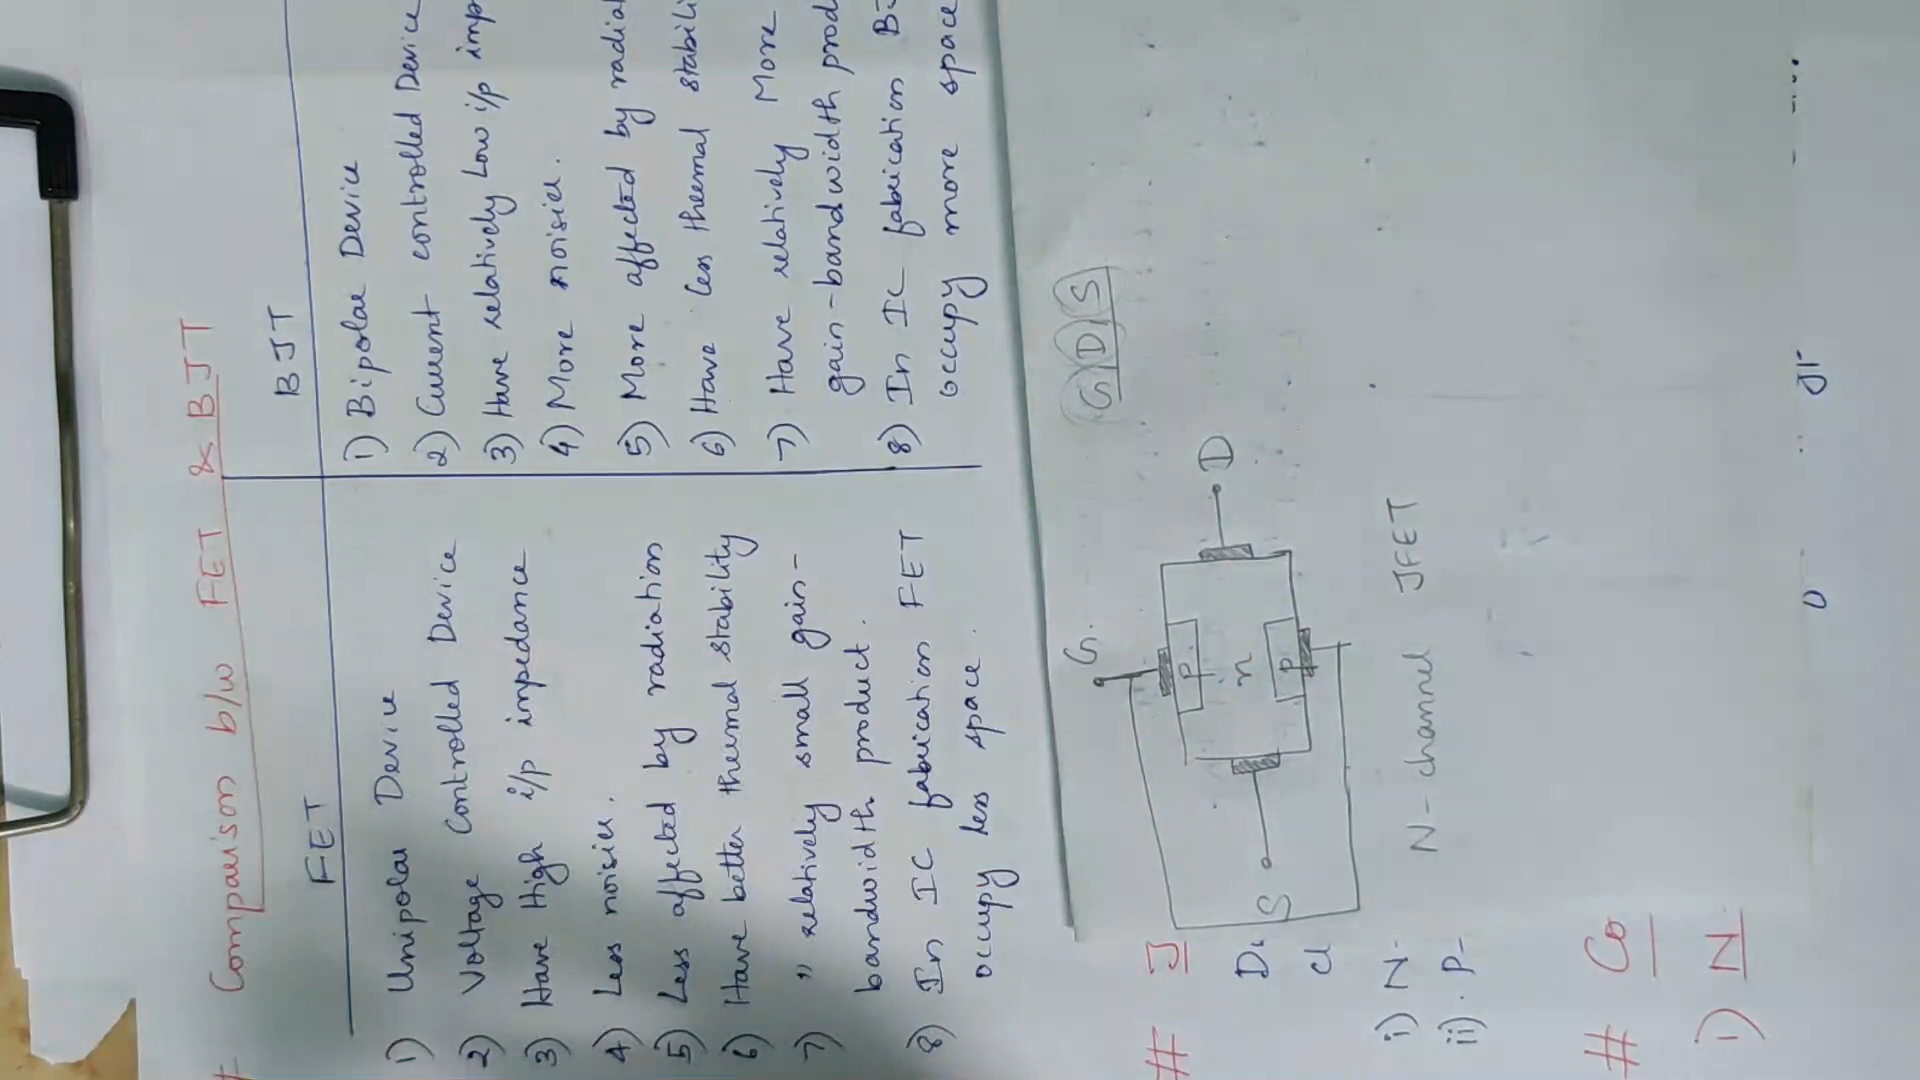 # Comparison b/w FET & BJT
FET
1) Unipolar Device
2) Voltage Controlled Device
3) Have High i/p impedance
4) Less noisier.
5) Less affected by radiation
6) Have better thermal stability
7) " relatively small gain-
bandwidth product.
8) In IC fabrication FET
occupy less space.
BJT
1) Bipolar Device
2) Current controlled Device
3) Have relatively Low i/p imp
4) More noisier.
5) More affected by radia
6) Have less thermal stabili
7) Have relatively More
gain-bandwidth prod
8) In IC fabrication B
occupy more space
G D S
G
D
P
n
P
S
N-channel JFET
# J
i) N-
ii) P-
# Co
i) N